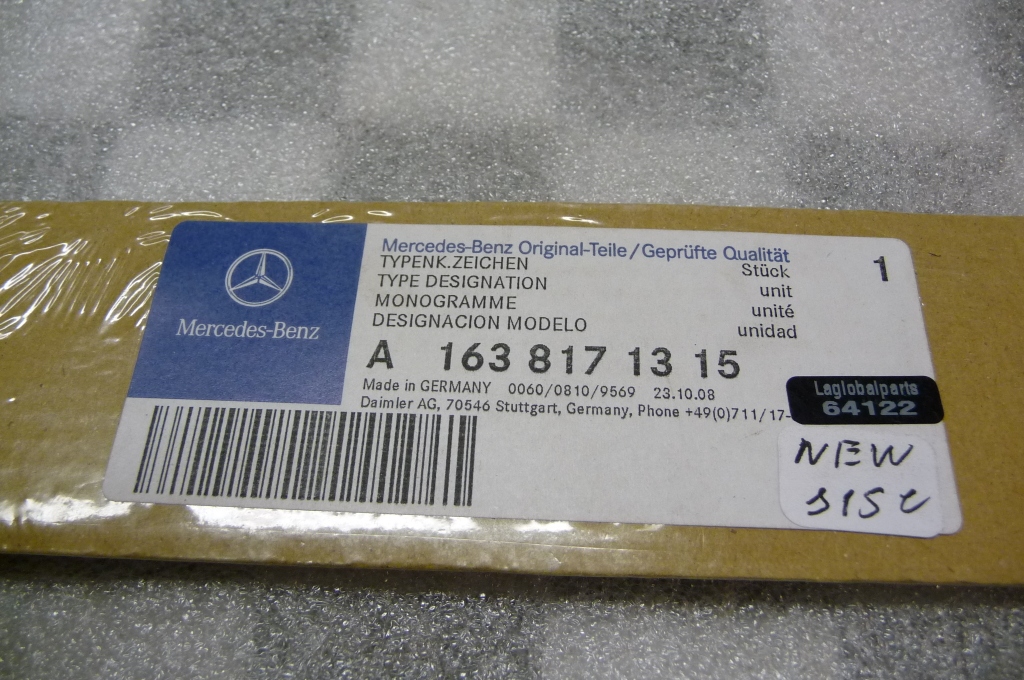 Mercedes-Benz
Mercedes-Benz Original-Teile/Geprüfte Qualität
TYPENK.ZEICHEN
TYPE DESIGNATION
MONOGRAMME
DESIGNACION MODELO
Stück
unit
unité
unidad
1
A 163 817 13 15
Made in GERMANY 0060/0810/9569 23.10.08
Daimler AG, 70546 Stuttgart, Germany, Phone +49(0)711/17-
Laglobalparts
64122
NEW